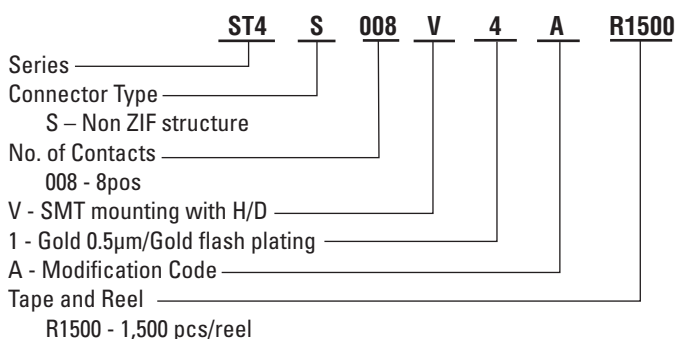 ST4 S 008 V 4 A R1500
Series
Connector Type
S – Non ZIF structure
No. of Contacts
008 - 8pos
V - SMT mounting with H/D
1 - Gold 0.5µm/Gold flash plating
A - Modification Code
Tape and Reel
R1500 - 1,500 pcs/reel